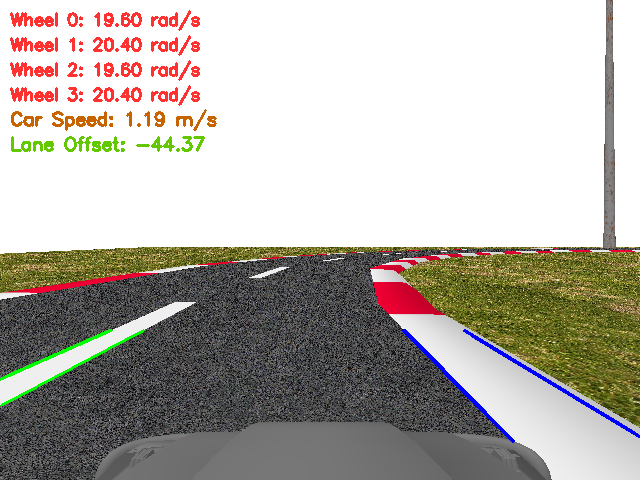 Wheel 0: 19.60 rad/s
Wheel 1: 20.40 rad/s
Wheel 2: 19.60 rad/s
Wheel 3: 20.40 rad/s
Car Speed: 1.19 m/s
Lane Offset: -44.37